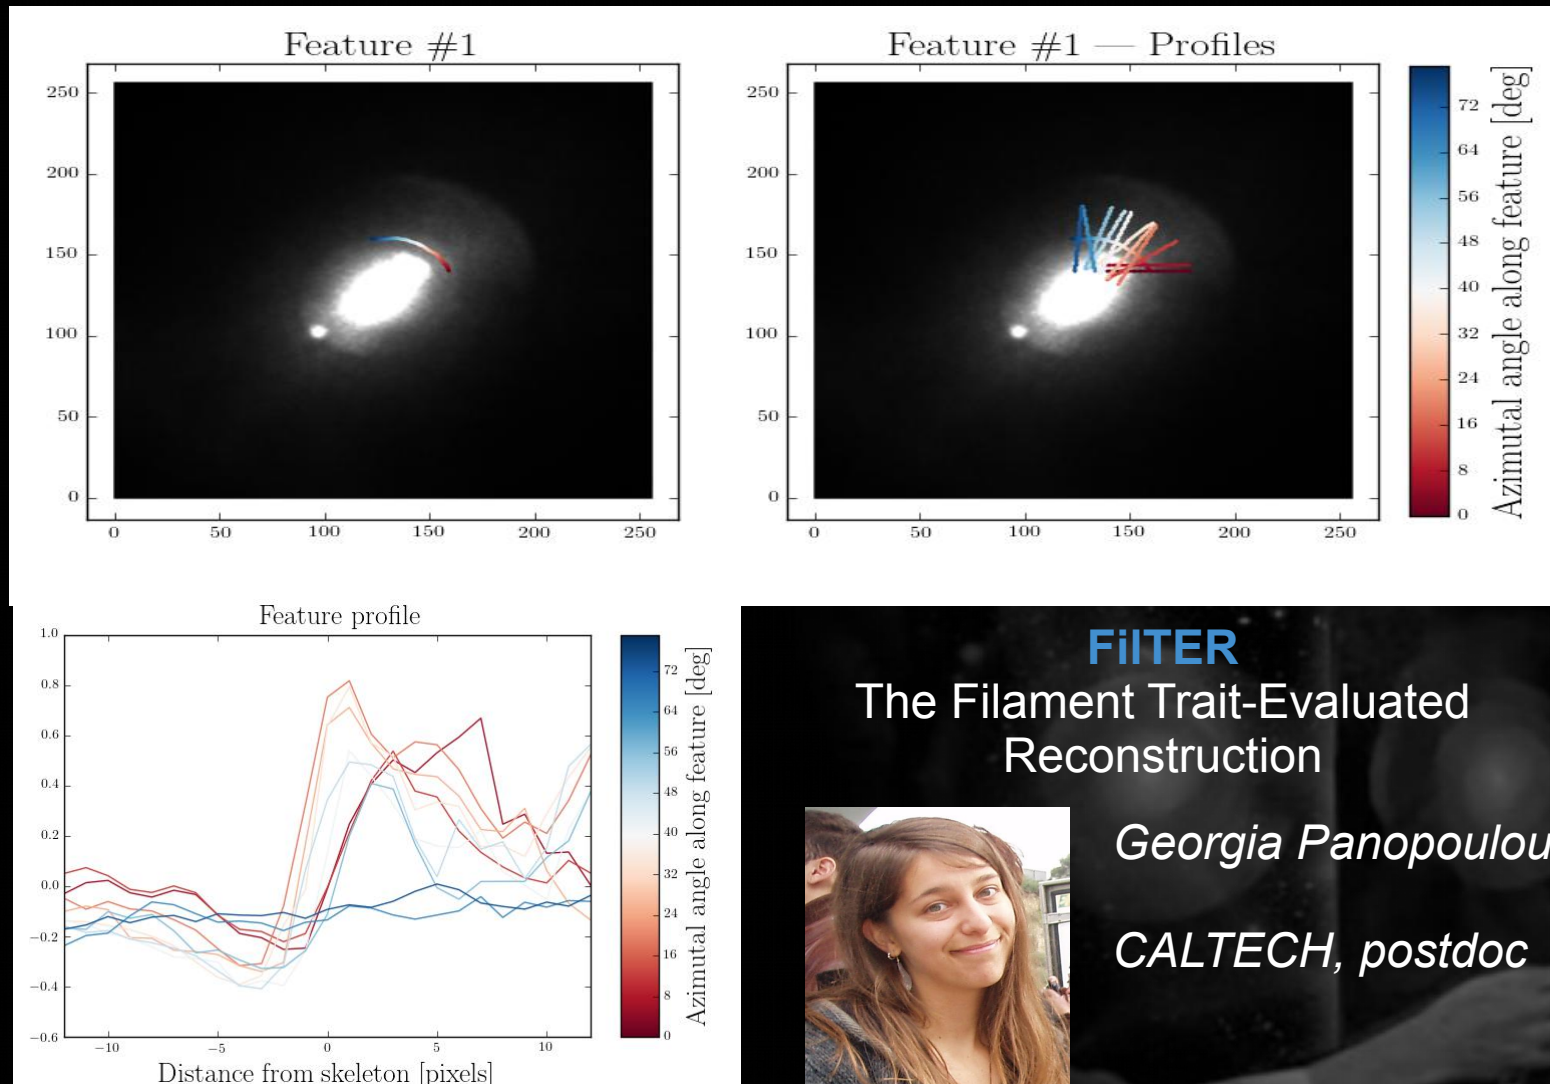 Feature #1
250
200
150
100
50
0
0 50 100 150 200 250
Feature #1 — Profiles
250
200
150
100
50
0
0 50 100 150 200 250
72
64
56
48
40
32
24
16
8
0
Azimutal angle along feature [deg]
Feature profile
1.0
0.8
0.6
0.4
0.2
0.0
−0.2
−0.4
−0.6
−10 −5 0 5 10
Distance from skeleton [pixels]
72
64
56
48
40
32
24
16
8
0
Azimutal angle along feature [deg]
FilTER
The Filament Trait-Evaluated
Reconstruction
Georgia Panopoulou
CALTECH, postdoc